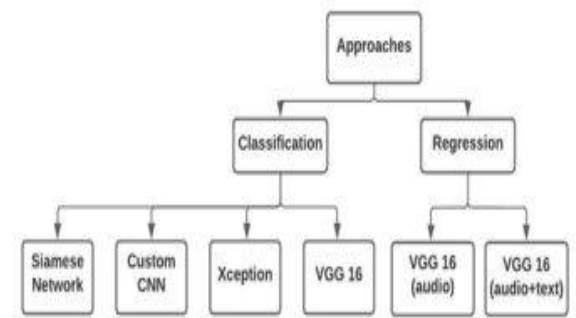 Approaches
Classification
Regression
Siamese
Network
Custom
CNN
Xception
VGG 16
VGG 16
(audio)
VGG 16
(audio+text)